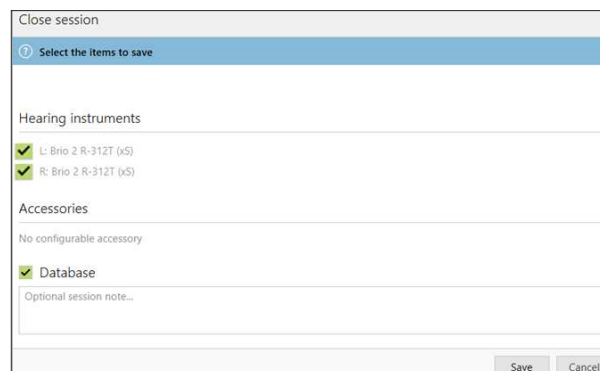 Close session
Select the items to save
Hearing instruments
L: Brio 2 R-312T (xS)
R: Brio 2 R-312T (xS)
Accessories
No configurable accessory
Database
Optional session note...
Save Cancel